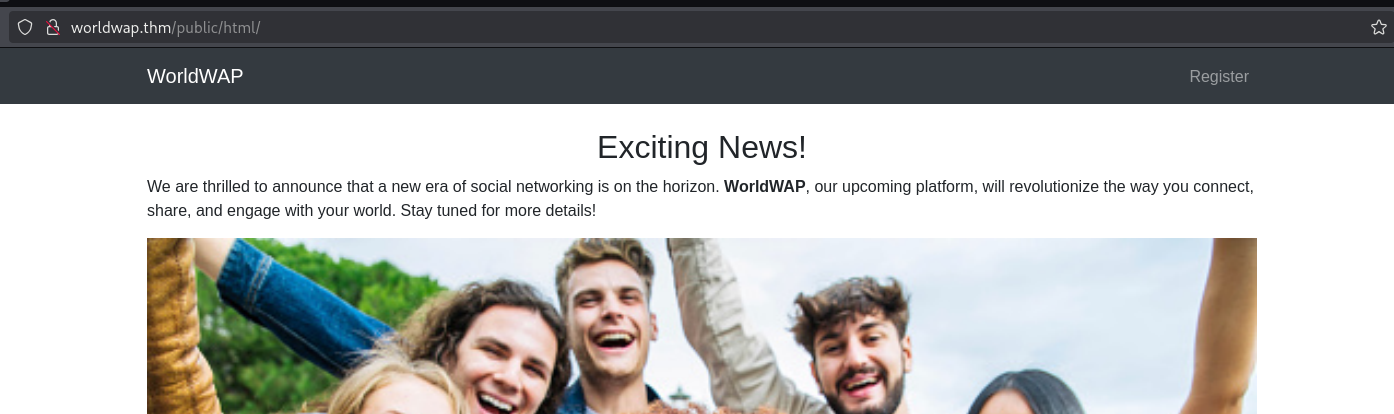 worldwap.thm/public/html/
WorldWAP
Register
Exciting News!
We are thrilled to announce that a new era of social networking is on the horizon. WorldWAP, our upcoming platform, will revolutionize the way you connect,
share, and engage with your world. Stay tuned for more details!